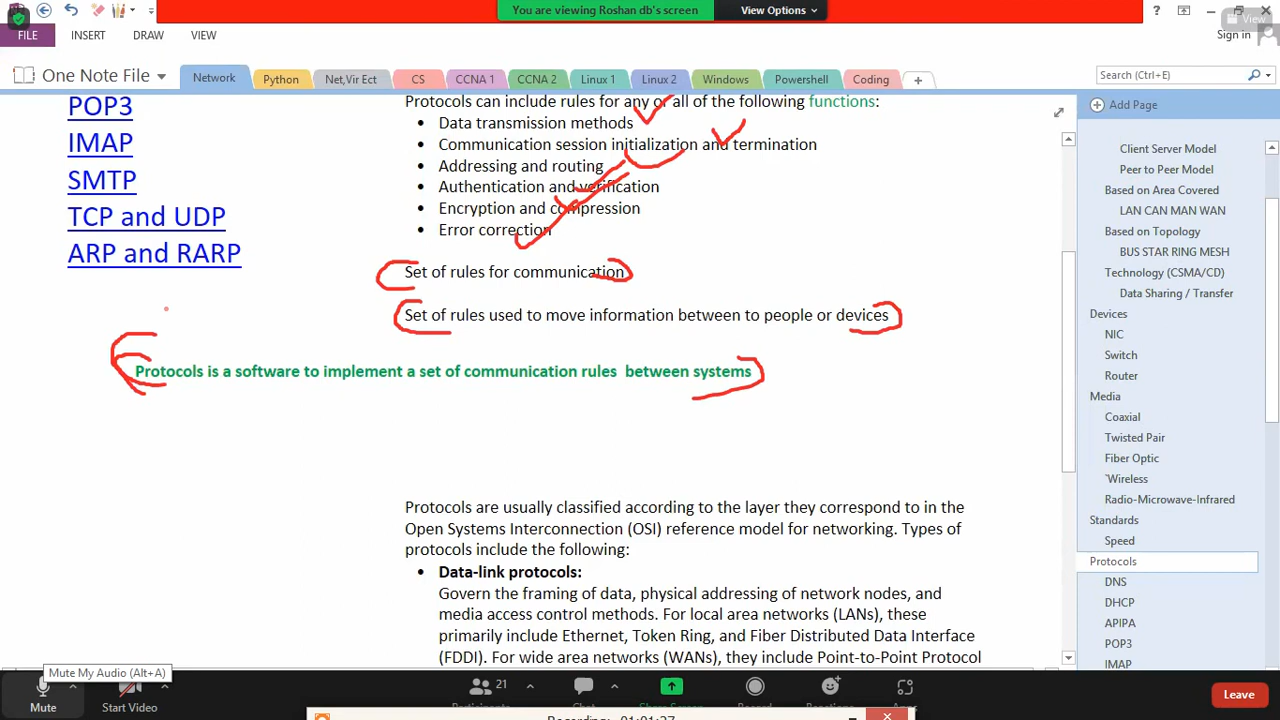 You are viewing Roshan db's screen
View Options
View
Sign in
FILE
INSERT
DRAW
VIEW
One Note File
Network
Python
Net,Vir Ect
CS
CCNA 1
CCNA 2
Linux 1
Linux 2
Windows
Powershell
Coding
Search (Ctrl+E)
POP3
IMAP
SMTP
TCP and UDP
ARP and RARP
Protocols can include rules for any or all of the following functions:
• Data transmission methods
• Communication session initialization and termination
• Addressing and routing
• Authentication and verification
• Encryption and compression
• Error correction
Set of rules for communication
Set of rules used to move information between to people or devices
Protocols is a software to implement a set of communication rules between systems
Protocols are usually classified according to the layer they correspond to in the
Open Systems Interconnection (OSI) reference model for networking. Types of
protocols include the following:
• Data-link protocols:
Govern the framing of data, physical addressing of network nodes, and
media access control methods. For local area networks (LANs), these
primarily include Ethernet, Token Ring, and Fiber Distributed Data Interface
(FDDI). For wide area networks (WANs), they include Point-to-Point Protocol
Add Page
Client Server Model
Peer to Peer Model
Based on Area Covered
LAN CAN MAN WAN
Based on Topology
BUS STAR RING MESH
Technology (CSMA/CD)
Data Sharing / Transfer
Devices
NIC
Switch
Router
Media
Coaxial
Twisted Pair
Fiber Optic
'Wireless
Radio-Microwave-Infrared
Standards
Speed
Protocols
DNS
DHCP
APIPA
POP3
IMAP
Mute My Audio (Alt+A)
Mute
Start Video
21
Participants
Chat
Share Screen
Record
Reactions
Apps
Leave
Recording: 01:01:27